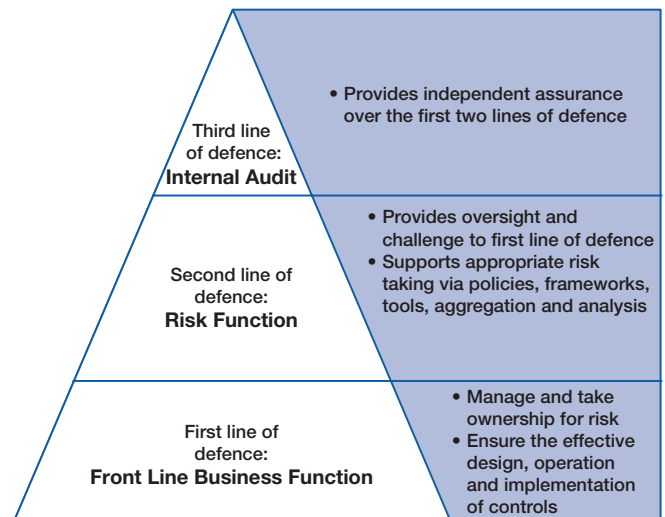 Third line
of defence:
Internal Audit
• Provides independent assurance
over the first two lines of defence
Second line of
defence:
Risk Function
• Provides oversight and
challenge to first line of defence
• Supports appropriate risk
taking via policies, frameworks,
tools, aggregation and analysis
First line of
defence:
Front Line Business Function
• Manage and take
ownership for risk
• Ensure the effective
design, operation
and implementation
of controls